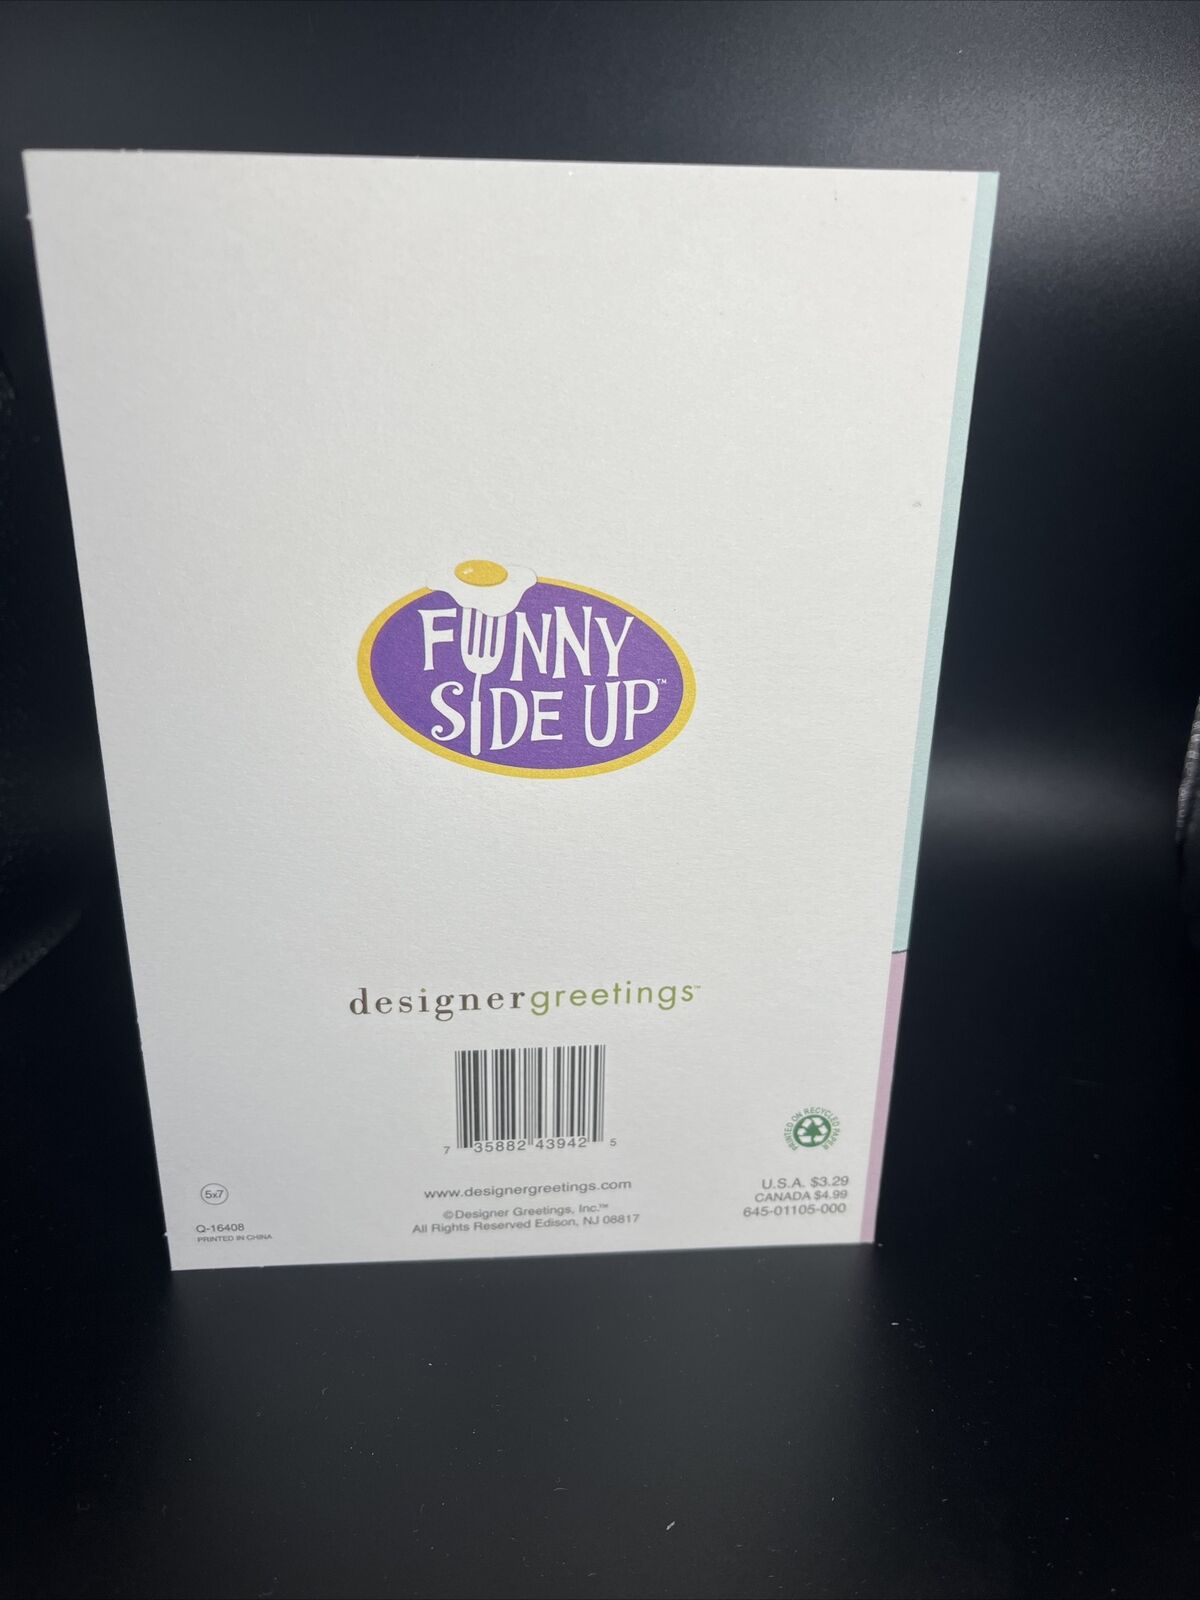 FUNNY
SIDE UP™
designergreetings™
7 35882 43942 5
PRINTED ON RECYCLED PAPER
5x7
www.designergreetings.com
U.S.A. $3.29
CANADA $4.99
645-01105-000
©Designer Greetings, Inc.™
All Rights Reserved Edison, NJ 08817
Q-16408
PRINTED IN CHINA